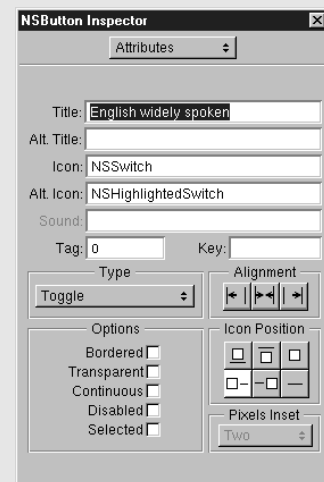 NSButton Inspector
Attributes
Title: English widely spoken
Alt. Title:
Icon: NSSwitch
Alt. Icon: NSHighlightedSwitch
Sound:
Tag: 0 Key:
Type Alignment
Toggle
Options Icon Position
Bordered
Transparent
Continuous
Disabled
Selected
Pixels Inset
Two